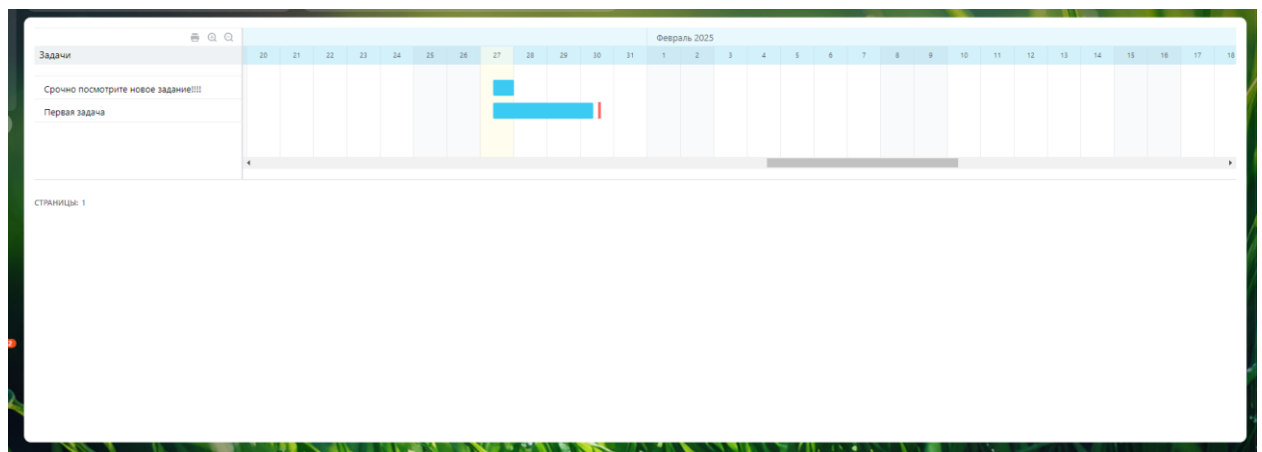 Февраль 2025
Задачи
20 21 22 23 24 25 26 27 28 29 30 31 1 2 3 4 5 6 7 8 9 10 11 12 13 14 15 16 17 18
Срочно посмотрите новое задание!!!!
Первая задача
СТРАНИЦЫ: 1
2